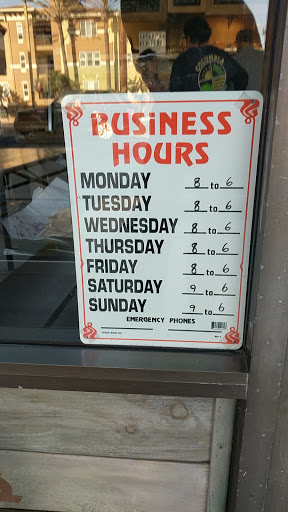 COLUMBIA
BUSINESS
HOURS
MONDAY 8 to 6
TUESDAY 8 to 6
WEDNESDAY 8 to 6
THURSDAY 8 to 6
FRIDAY 8 to 6
SATURDAY 9 to 6
SUNDAY 9 to 6
EMERGENCY PHONES